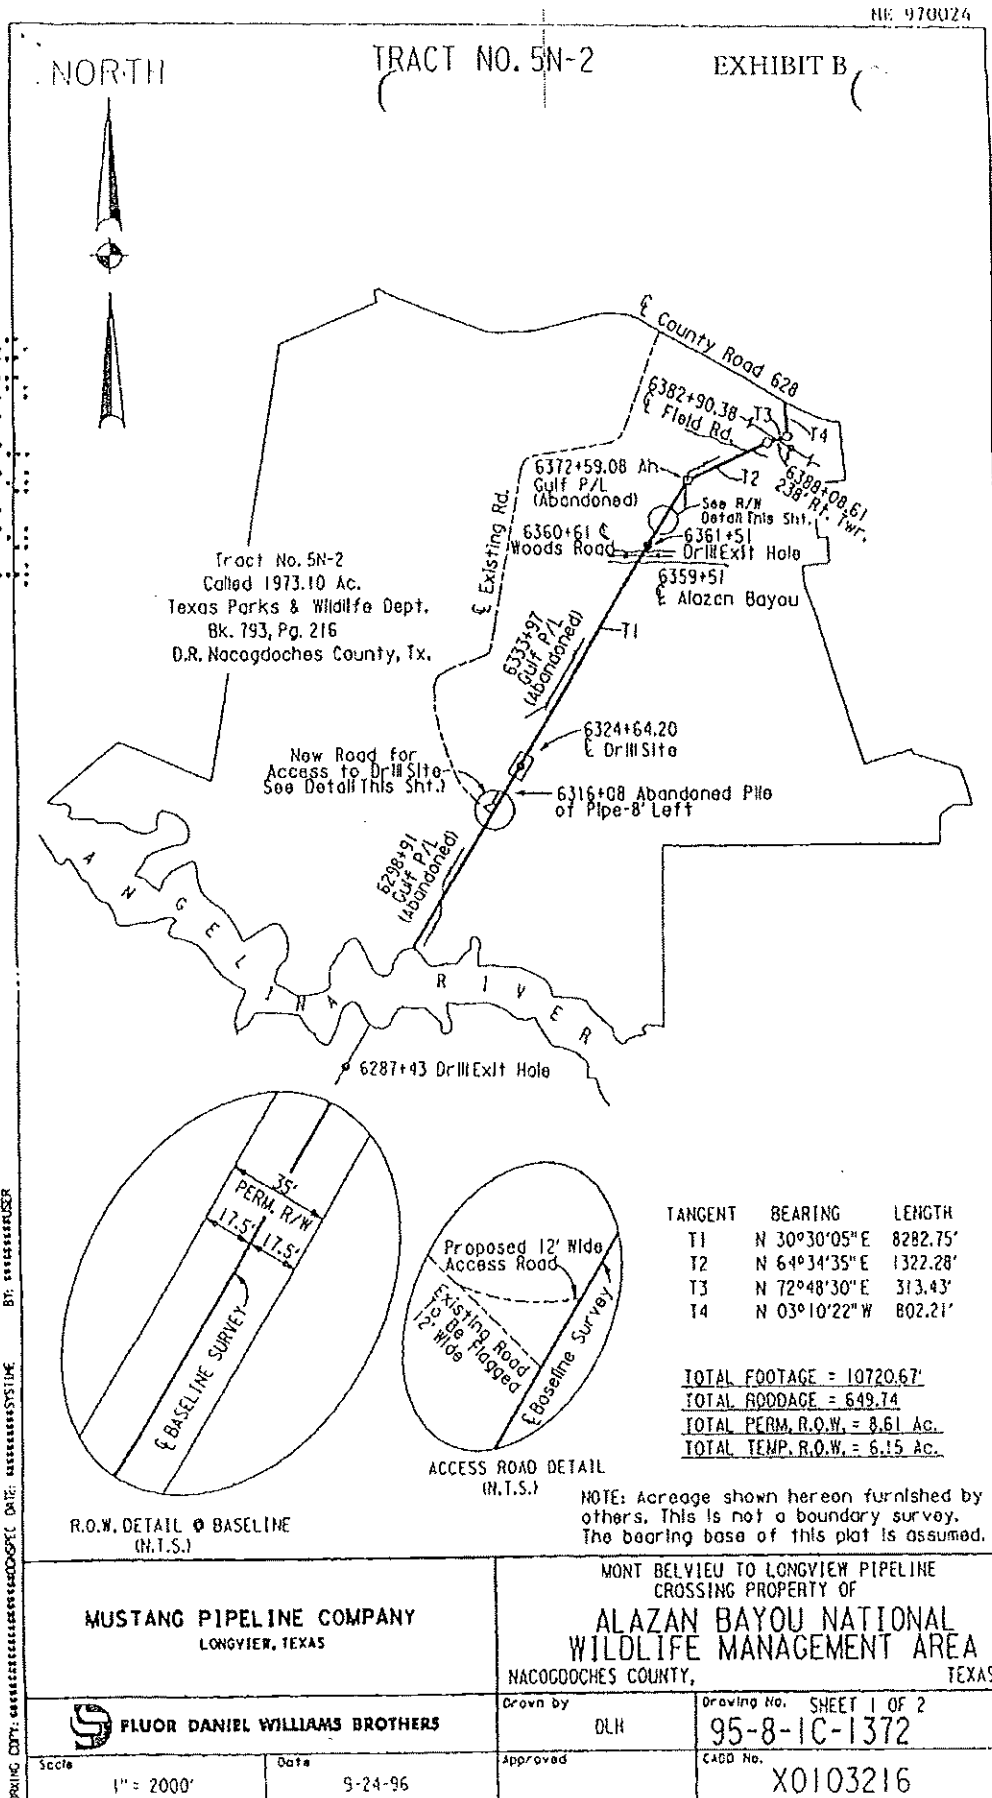 ME 970024
NORTH
TRACT NO. 5N-2
EXHIBIT B
℄ County Road 628
6382+90.38
℄ Field Rd.
T3
T4
6372+59.08 Ah
Gulf P/L
(Abandoned)
T2
6388+08.61
238' Rt. Twr.
See R/W
Detail This Sht.
6360+61 ℄
Woods Road
6361+51
Drill Exit Hole
℄ Existing Rd.
6359+51
℄ Alazan Bayou
Tract No. 5N-2
Called 1973.10 Ac.
Texas Parks & Wildlife Dept.
Bk. 793, Pg. 216
D.R. Nacogdoches County, Tx.
T1
6333+97
Gulf P/L
(Abandoned)
6324+64.20
℄ Drill Site
New Road for
Access to Drill Site
See Detail This Sht.)
6316+08 Abandoned Pile
of Pipe-8' Left
6298+91
Gulf P/L
(Abandoned)
ANGELINA RIVER
6287+43 Drill Exit Hole
35'
PERM. R/W
17.5' 17.5'
℄ BASELINE SURVEY
R.O.W. DETAIL @ BASELINE
(N.T.S.)
Proposed 12' Wide
Access Road
Existing Road
To Be Flagged
12' Wide
℄ Baseline Survey
ACCESS ROAD DETAIL
(N.T.S.)
TANGENT BEARING LENGTH
T1 N 30°30'05" E 8282.75'
T2 N 64°34'35" E 1322.28'
T3 N 72°48'30" E 313.43'
T4 N 03°10'22" W 802.21'
TOTAL FOOTAGE = 10720.67'
TOTAL RODDAGE = 649.74
TOTAL PERM. R.O.W. = 8.61 Ac.
TOTAL TEMP. R.O.W. = 6.15 Ac.
NOTE: Acreage shown hereon furnished by
others. This is not a boundary survey.
The bearing base of this plat is assumed.
MUSTANG PIPELINE COMPANY
LONGVIEW, TEXAS
MONT BELVIEU TO LONGVIEW PIPELINE
CROSSING PROPERTY OF
ALAZAN BAYOU NATIONAL
WILDLIFE MANAGEMENT AREA
NACOGDOCHES COUNTY, TEXAS
FLUOR DANIEL WILLIAMS BROTHERS
Drawn by
DLH
Drawing No. SHEET 1 OF 2
95-8-1C-1372
Scale
1" = 2000'
Date
9-24-96
Approved
CADD No.
X0103216